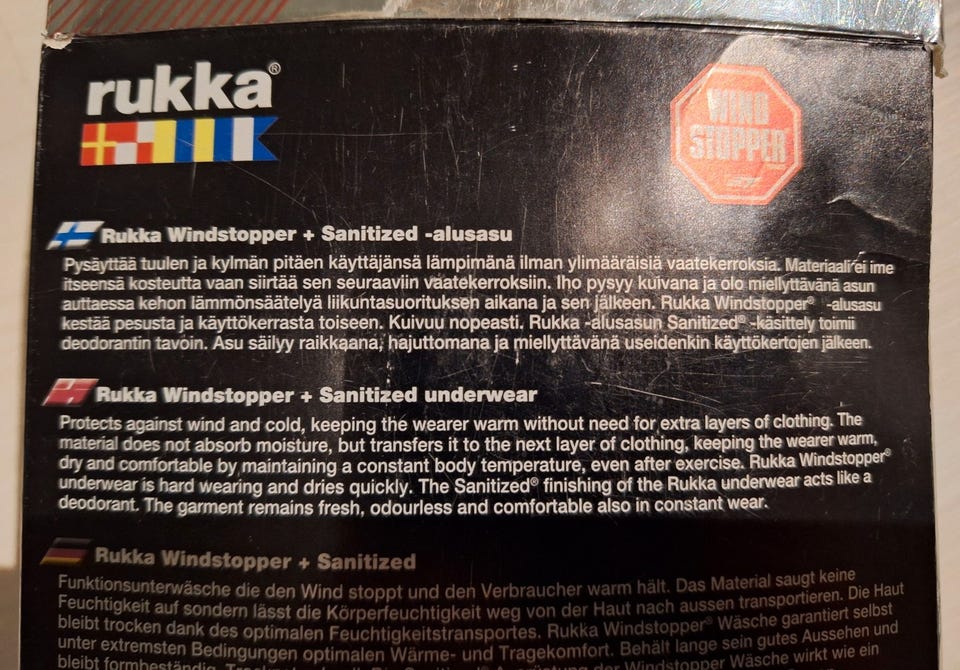 rukka®
WIND
STOPPER®
Rukka Windstopper + Sanitized -alusasu
Pysäyttää tuulen ja kylmän pitäen käyttäjänsä lämpimänä ilman ylimääräisiä vaatekerroksia. Materiaali ei ime
itseensä kosteutta vaan siirtää sen seuraaviin vaatekerroksiin. Iho pysyy kuivana ja olo miellyttävänä asun
auttaessa kehon lämmönsäätelyä liikuntasuorituksen aikana ja sen jälkeen. Rukka Windstopper® -alusasu
kestää pesusta ja käyttökerrasta toiseen. Kuivuu nopeasti. Rukka -alusasun Sanitized® -käsittely toimii
deodorantin tavoin. Asu säilyy raikkaana, hajuttomana ja miellyttävänä useidenkin käyttökertojen jälkeen.
Rukka Windstopper + Sanitized underwear
Protects against wind and cold, keeping the wearer warm without need for extra layers of clothing. The
material does not absorb moisture, but transfers it to the next layer of clothing, keeping the wearer warm,
dry and comfortable by maintaining a constant body temperature, even after exercise. Rukka Windstopper®
underwear is hard wearing and dries quickly. The Sanitized® finishing of the Rukka underwear acts like a
deodorant. The garment remains fresh, odourless and comfortable also in constant wear.
Rukka Windstopper + Sanitized
Funktionsunterwäsche die den Wind stoppt und den Verbraucher warm hält. Das Material saugt keine
Feuchtigkeit auf sondern lässt die Körperfeuchtigkeit weg von der Haut nach aussen transportieren. Die Haut
bleibt trocken dank des optimalen Feuchtigkeitstransportes. Rukka Windstopper® Wäsche garantiert selbst
unter extremsten Bedingungen optimalen Wärme- und Tragekomfort. Behält lange sein gutes Aussehen und
bleibt formbeständig. Windstopper Wäsche wirkt wie ein